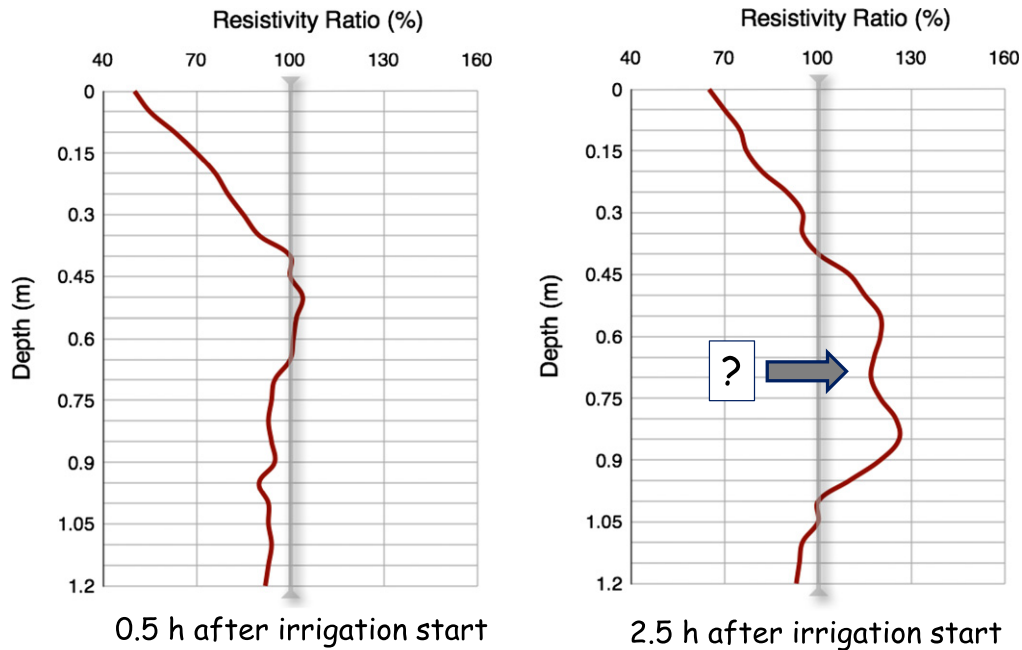 Resistivity Ratio (%)
40 70 100 130 160
0
0.15
0.3
0.45
0.6
0.75
0.9
1.05
1.2
Depth (m)
0.5 h after irrigation start
Resistivity Ratio (%)
40 70 100 130 160
0
0.15
0.3
0.45
0.6
0.75
0.9
1.05
1.2
Depth (m)
?
2.5 h after irrigation start